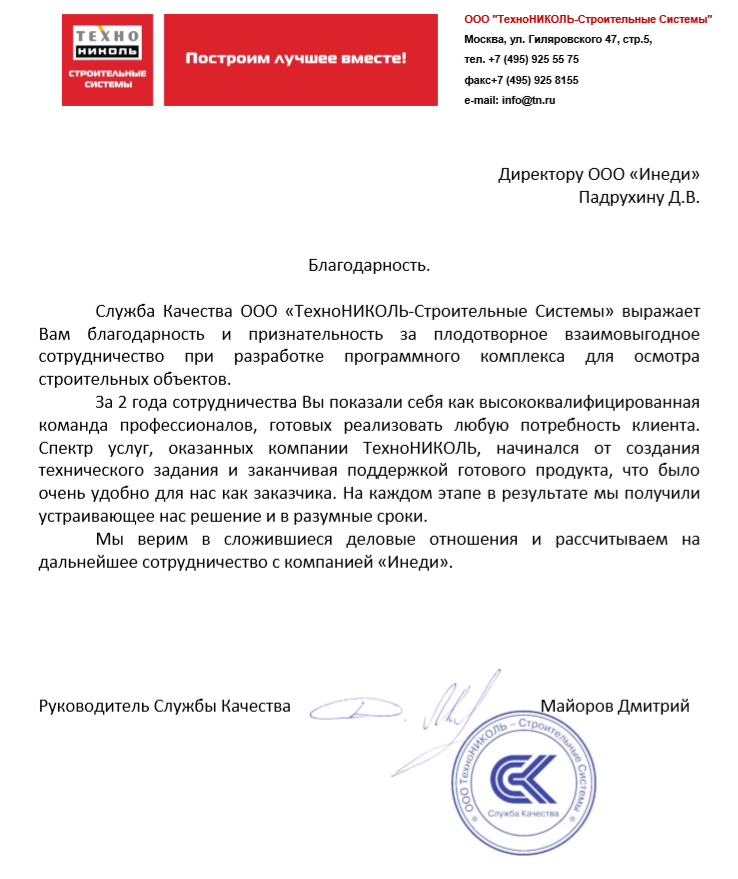 ТЕХНО
НИКОЛЬ
СТРОИТЕЛЬНЫЕ
СИСТЕМЫ
Построим лучшее вместе!
ООО "ТехноНИКОЛЬ-Строительные Системы"
Москва, ул. Гиляровского 47, стр.5,
тел. +7 (495) 925 55 75
факс+7 (495) 925 8155
e-mail: info@tn.ru
Директору ООО «Инеди»
Падрухину Д.В.
Благодарность.
Служба Качества ООО «ТехноНИКОЛЬ-Строительные Системы» выражает
Вам благодарность и признательность за плодотворное взаимовыгодное
сотрудничество при разработке программного комплекса для осмотра
строительных объектов.
За 2 года сотрудничества Вы показали себя как высококвалифицированная
команда профессионалов, готовых реализовать любую потребность клиента.
Спектр услуг, оказанных компании ТехноНИКОЛЬ, начинался от создания
технического задания и заканчивая поддержкой готового продукта, что было
очень удобно для нас как заказчика. На каждом этапе в результате мы получили
устраивающее нас решение и в разумные сроки.
Мы верим в сложившиеся деловые отношения и рассчитываем на
дальнейшее сотрудничество с компанией «Инеди».
Руководитель Службы Качества
Майоров Дмитрий
ООО ТехноНИКОЛЬ – Строительные Системы
Служба Качества